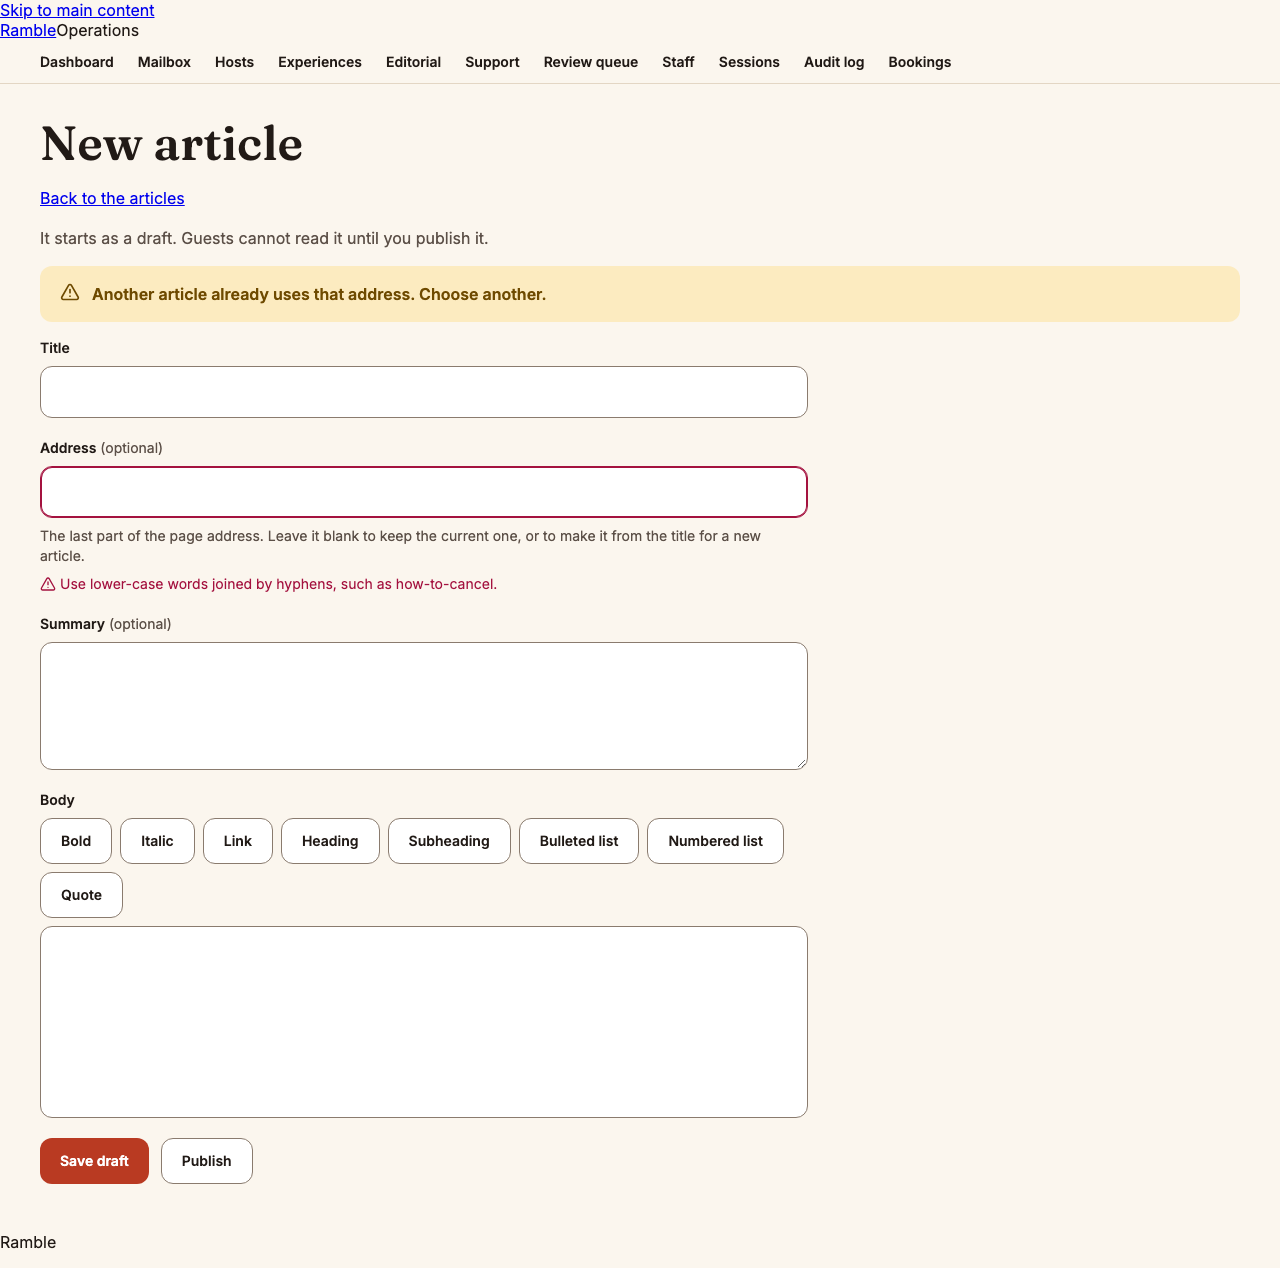 Skip to main content
RambleOperations
Dashboard Mailbox Hosts Experiences Editorial Support Review queue Staff Sessions Audit log Bookings
New article
Back to the articles
It starts as a draft. Guests cannot read it until you publish it.
Another article already uses that address. Choose another.
Title
Address (optional)
The last part of the page address. Leave it blank to keep the current one, or to make it from the title for a new
article.
Use lower-case words joined by hyphens, such as how-to-cancel.
Summary (optional)
Body
Bold Italic Link Heading Subheading Bulleted list Numbered list
Quote
Save draft Publish
Ramble